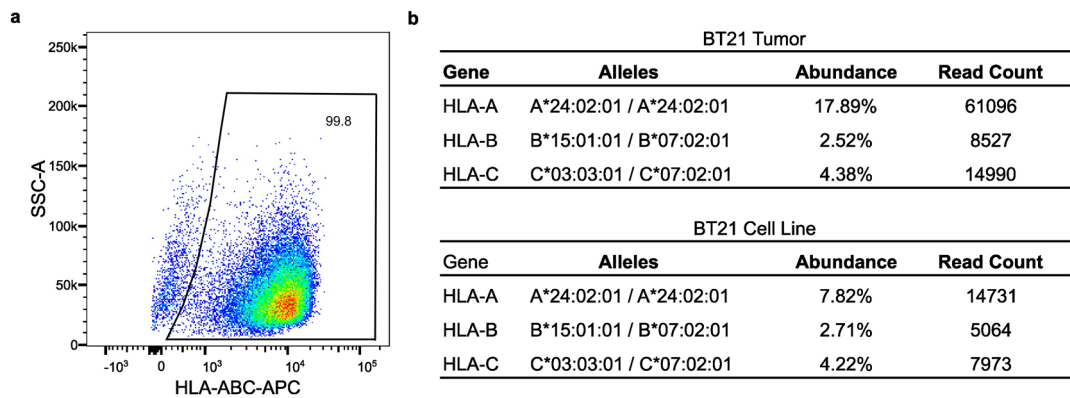 a
250k
200k
150k
100k
50k
0
SSC-A
99.8
-10³
0
10³
10⁴
10⁵
HLA-ABC-APC
b
BT21 Tumor
Gene Alleles Abundance Read Count
HLA-A A*24:02:01 / A*24:02:01 17.89% 61096
HLA-B B*15:01:01 / B*07:02:01 2.52% 8527
HLA-C C*03:03:01 / C*07:02:01 4.38% 14990
BT21 Cell Line
Gene Alleles Abundance Read Count
HLA-A A*24:02:01 / A*24:02:01 7.82% 14731
HLA-B B*15:01:01 / B*07:02:01 2.71% 5064
HLA-C C*03:03:01 / C*07:02:01 4.22% 7973